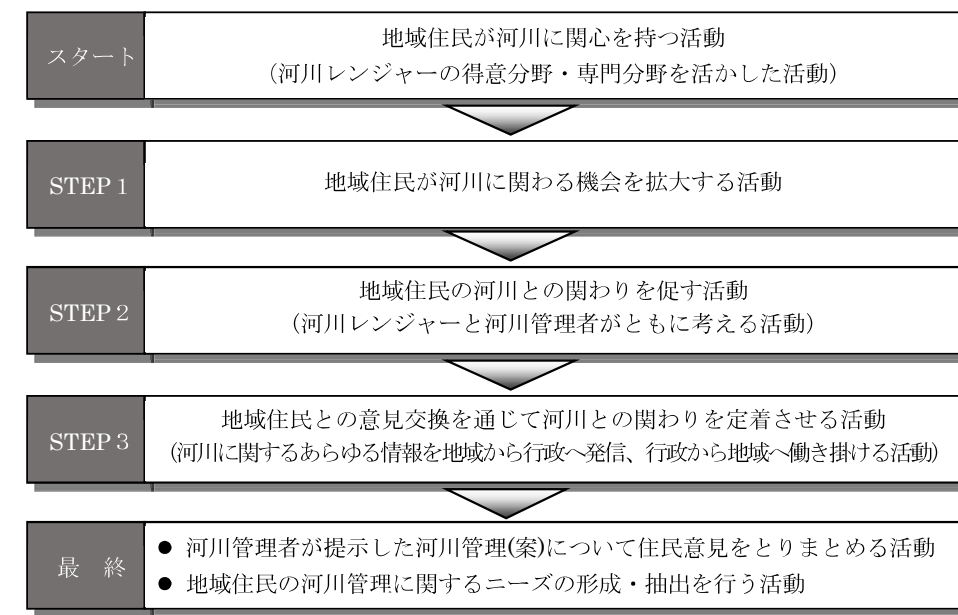 スタート
地域住民が河川に関心を持つ活動
(河川レンジャーの得意分野・専門分野を活かした活動)
STEP 1
地域住民が河川に関わる機会を拡大する活動
STEP 2
地域住民の河川との関わりを促す活動
(河川レンジャーと河川管理者がともに考える活動)
STEP 3
地域住民との意見交換を通じて河川との関わりを定着させる活動
(河川に関するあらゆる情報を地域から行政へ発信、行政から地域へ働き掛ける活動)
最 終
● 河川管理者が提示した河川管理(案)について住民意見をとりまとめる活動
● 地域住民の河川管理に関するニーズの形成・抽出を行う活動